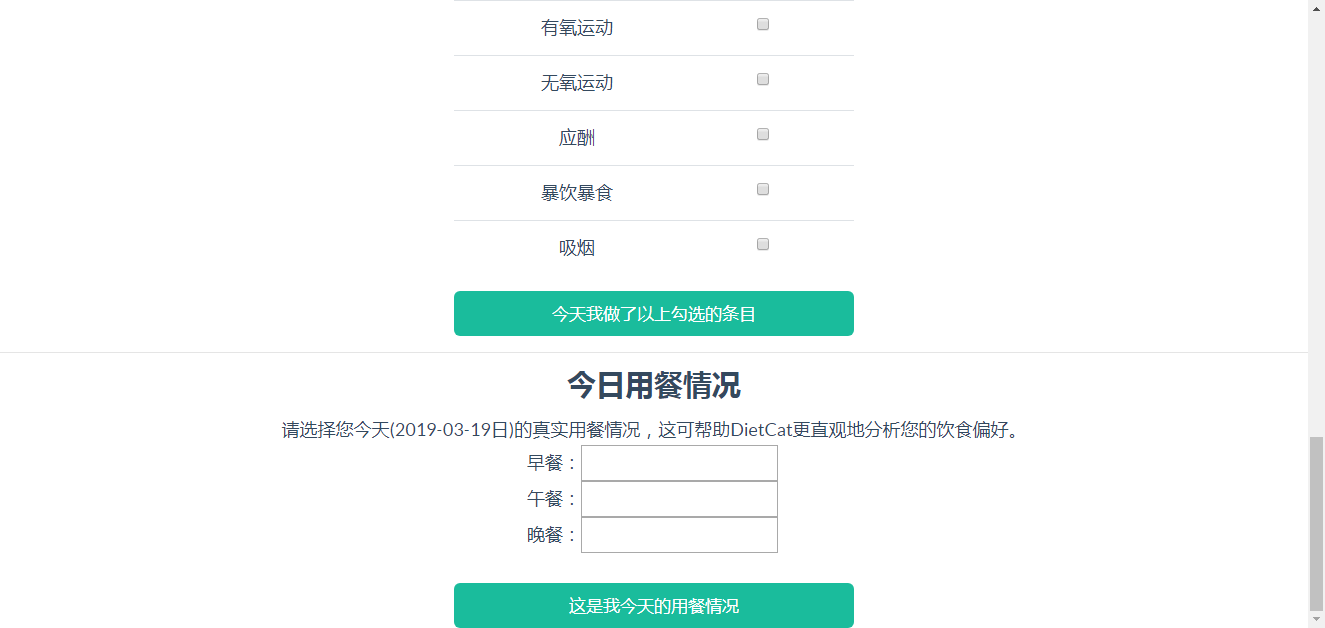 有氧运动
无氧运动
应酬
暴饮暴食
吸烟
今天我做了以上勾选的条目
今日用餐情况
请选择您今天(2019-03-19日)的真实用餐情况，这可帮助DietCat更直观地分析您的饮食偏好。
早餐：
午餐：
晚餐：
这是我今天的用餐情况